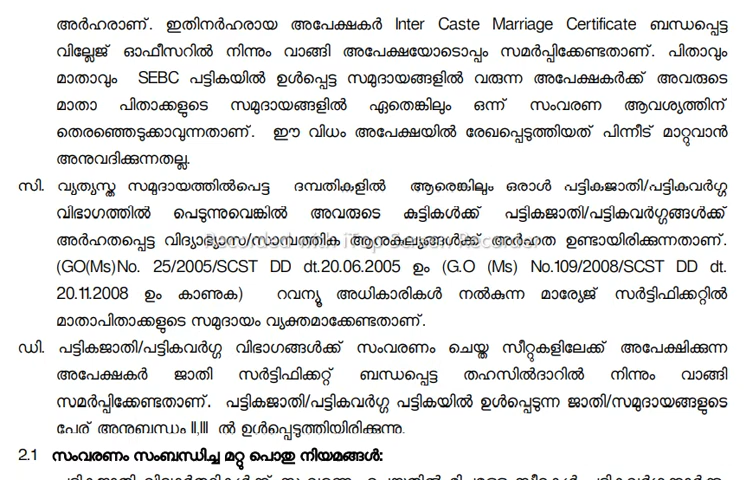 അർഹരാണ്. ഇതിനർഹരായ അപേക്ഷകർ Inter Caste Marriage Certificate ബന്ധപ്പെട്ട
വില്ലേജ് ഓഫീസറിൽ നിന്നും വാങ്ങി അപേക്ഷയോടൊപ്പം സമർപ്പിക്കേണ്ടതാണ്. പിതാവും
മാതാവും SEBC പട്ടികയിൽ ഉൾപ്പെട്ട സമുദായങ്ങളിൽ വരുന്ന അപേക്ഷകർക്ക് അവരുടെ
മാതാ പിതാക്കളുടെ സമുദായങ്ങളിൽ ഏതെങ്കിലും ഒന്ന് സംവരണ ആവശ്യത്തിന്
തെരഞ്ഞെടുക്കാവുന്നതാണ്. ഈ വിധം അപേക്ഷയിൽ രേഖപ്പെടുത്തിയത് പിന്നീട് മാറ്റുവാൻ
അനുവദിക്കുന്നതല്ല.
സി. വ്യത്യസ്ത സമുദായത്തിൽപെട്ട ദമ്പതികളിൽ ആരെങ്കിലും ഒരാൾ പട്ടികജാതി/പട്ടികവർഗ്ഗ
വിഭാഗത്തിൽ പെടുന്നുവെങ്കിൽ അവരുടെ കുട്ടികൾക്ക് പട്ടികജാതി/പട്ടികവർഗ്ഗങ്ങൾക്ക്
അർഹതപ്പെട്ട വിദ്യാഭ്യാസ/സാമ്പത്തിക ആനുകൂല്യങ്ങൾക്ക് അർഹത ഉണ്ടായിരിക്കുന്നതാണ്.
(GO(Ms)No. 25/2005/SCST DD dt.20.06.2005 ഉം (G.O (Ms) No.109/2008/SCST DD dt.
20.11.2008 ഉം കാണുക) റവന്യൂ അധികാരികൾ നൽകുന്ന മാര്യേജ് സർട്ടിഫിക്കറ്റിൽ
മാതാപിതാക്കളുടെ സമുദായം വ്യക്തമാക്കേണ്ടതാണ്.
ഡി. പട്ടികജാതി/പട്ടികവർഗ്ഗ വിഭാഗങ്ങൾക്ക് സംവരണം ചെയ്ത സീറ്റുകളിലേക്ക് അപേക്ഷിക്കുന്ന
അപേക്ഷകർ ജാതി സർട്ടിഫിക്കറ്റ് ബന്ധപ്പെട്ട തഹസിൽദാറിൽ നിന്നും വാങ്ങി
സമർപ്പിക്കേണ്ടതാണ്. പട്ടികജാതി/പട്ടികവർഗ്ഗ പട്ടികയിൽ ഉൾപ്പെടുന്ന ജാതി/സമുദായങ്ങളുടെ
പേര് അനുബന്ധം II,III ൽ ഉൾപ്പെടുത്തിയിരിക്കുന്നു.
2.1 സംവരണം സംബന്ധിച്ച മറ്റു പൊതു നിയമങ്ങൾ: